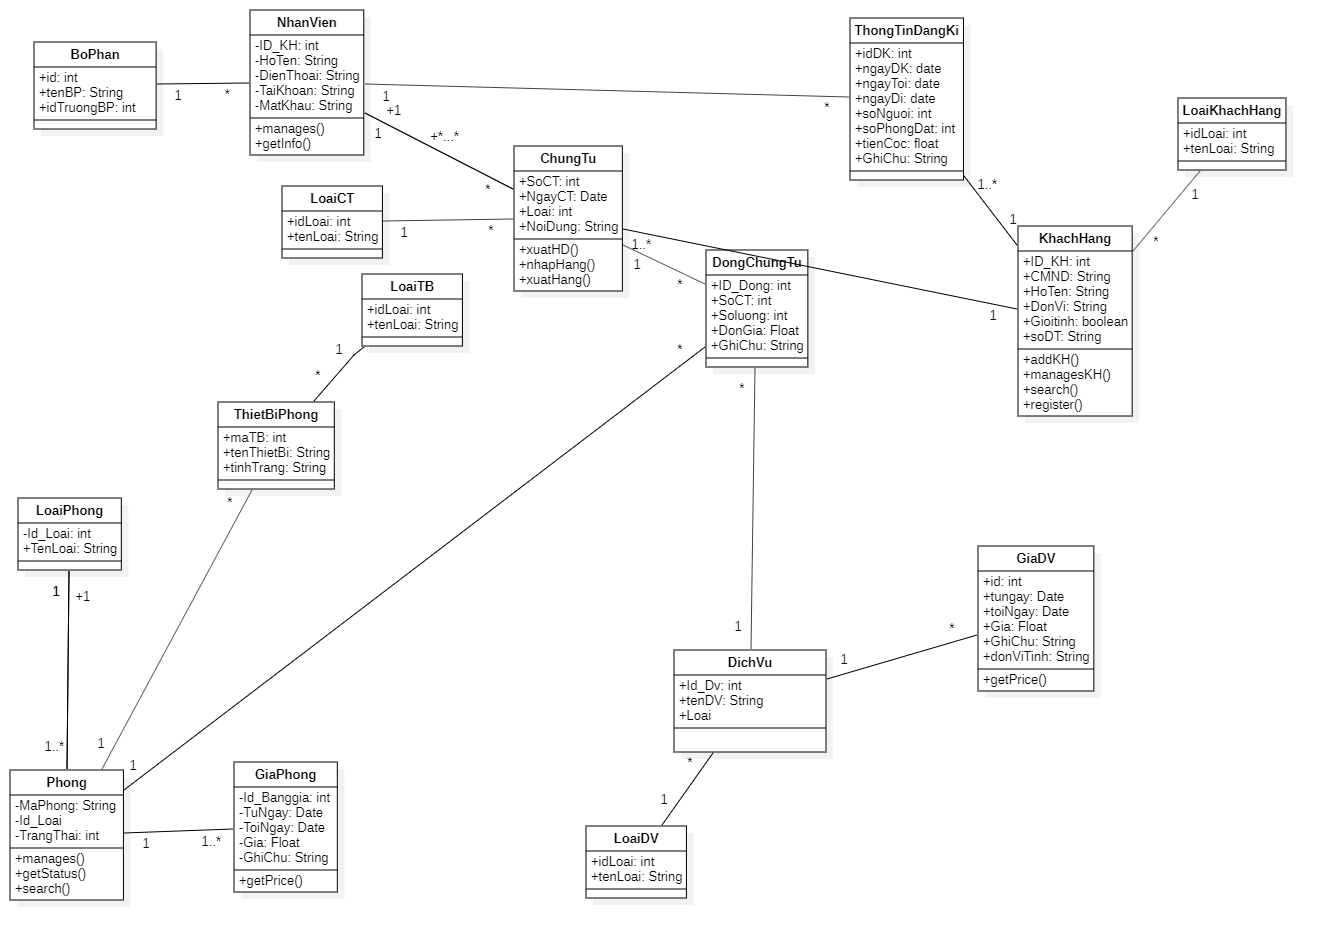 BoPhan
+id: int
+tenBP: String
+idTruongBP: int
1
*
NhanVien
-ID_KH: int
-HoTen: String
-DienThoai: String
-TaiKhoan: String
-MatKhau: String
+manages()
+getInfo()
1
+1
1
+*...*
*
*
ThongTinDangKi
+idDK: int
+ngayDK: date
+ngayToi: date
+ngayDi: date
+soNguoi: int
+soPhongDat: int
+tienCoc: float
+GhiChu: String
1..*
1
LoaiKhachHang
+idLoai: int
+tenLoai: String
1
*
KhachHang
+ID_KH: int
+CMND: String
+HoTen: String
+DonVi: String
+Gioitinh: boolean
+soDT: String
+addKH()
+managesKH()
+search()
+register()
1
LoaiCT
+idLoai: int
+tenLoai: String
1
*
ChungTu
+SoCT: int
+NgayCT: Date
+Loai: int
+NoiDung: String
+xuatHD()
+nhapHang()
+xuatHang()
1..*
1
*
DongChungTu
+ID_Dong: int
+SoCT: int
+Soluong: int
+DonGia: Float
+GhiChu: String
*
*
LoaiTB
+idLoai: int
+tenLoai: String
1
*
ThietBiPhong
+maTB: int
+tenThietBi: String
+tinhTrang: String
*
LoaiPhong
-Id_Loai: int
+TenLoai: String
1
+1
1..*
1
1
Phong
-MaPhong: String
-Id_Loai
-TrangThai: int
+manages()
+getStatus()
+search()
1
1..*
GiaPhong
-Id_Banggia: int
-TuNgay: Date
-ToiNgay: Date
-Gia: Float
-GhiChu: String
+getPrice()
1
DichVu
+Id_Dv: int
+tenDV: String
+Loai
1
*
GiaDV
+id: int
+tungay: Date
+toiNgay: Date
+Gia: Float
+GhiChu: String
+donViTinh: String
+getPrice()
*
1
LoaiDV
+idLoai: int
+tenLoai: String